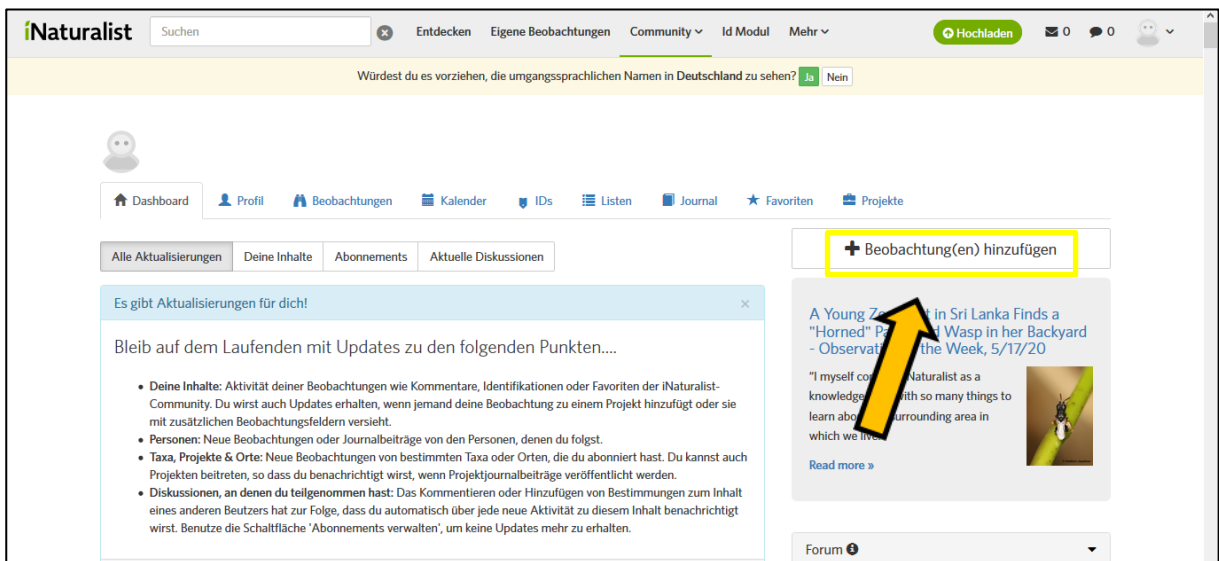 iNaturalist Suchen Entdecken Eigene Beobachtungen Community Id Modul Mehr Hochladen 0 0
Würdest du es vorziehen, die umgangssprachlichen Namen in Deutschland zu sehen? Ja Nein
Dashboard Profil Beobachtungen Kalender IDs Listen Journal Favoriten Projekte
Alle Aktualisierungen Deine Inhalte Abonnements Aktuelle Diskussionen
Es gibt Aktualisierungen für dich! ×
Bleib auf dem Laufenden mit Updates zu den folgenden Punkten....
• Deine Inhalte: Aktivität deiner Beobachtungen wie Kommentare, Identifikationen oder Favoriten der iNaturalist-
Community. Du wirst auch Updates erhalten, wenn jemand deine Beobachtung zu einem Projekt hinzufügt oder sie
mit zusätzlichen Beobachtungsfeldern versieht.
• Personen: Neue Beobachtungen oder Journalbeiträge von den Personen, denen du folgst.
• Taxa, Projekte & Orte: Neue Beobachtungen von bestimmten Taxa oder Orten, die du abonniert hast. Du kannst auch
Projekten beitreten, so dass du benachrichtigt wirst, wenn Projektjournalbeiträge veröffentlicht werden.
• Diskussionen, an denen du teilgenommen hast: Das Kommentieren oder Hinzufügen von Bestimmungen zum Inhalt
eines anderen Beutzers hat zur Folge, dass du automatisch über jede neue Aktivität zu diesem Inhalt benachrichtigt
wirst. Benutze die Schaltfläche 'Abonnements verwalten', um keine Updates mehr zu erhalten.
+ Beobachtung(en) hinzufügen
A Young in Sri Lanka Finds a
"Horned" Wasp in her Backyard
- the Week, 5/17/20
"I myself Naturalist as a
knowledge with so many things to
learn surrounding area in
which we
Read more »
Forum